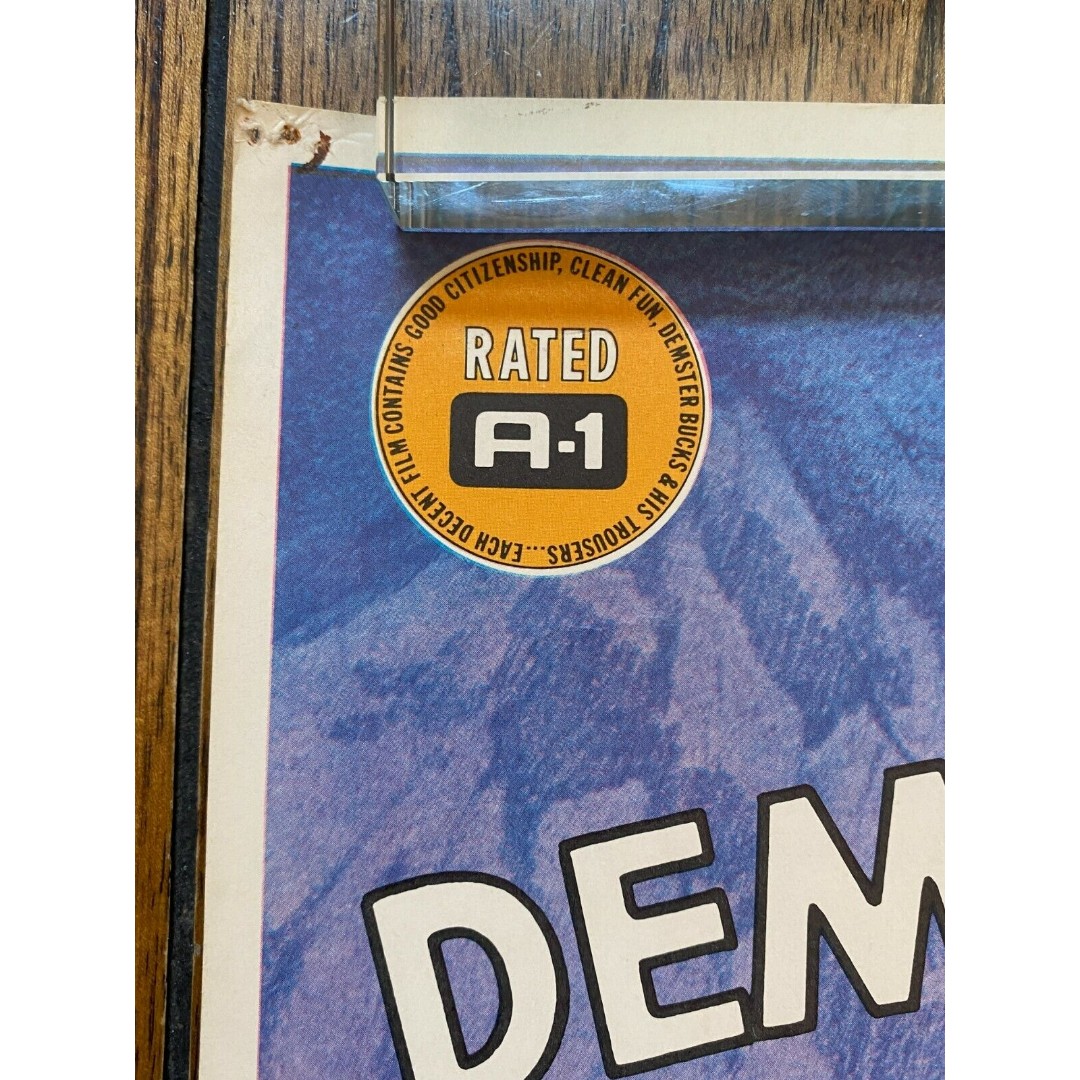 EACH DECENT FILM CONTAINS GOOD CITIZENSHIP, CLEAN FUN, DEMSTER BUCKS & HIS TROUSERS...
RATED
A-1
DEM